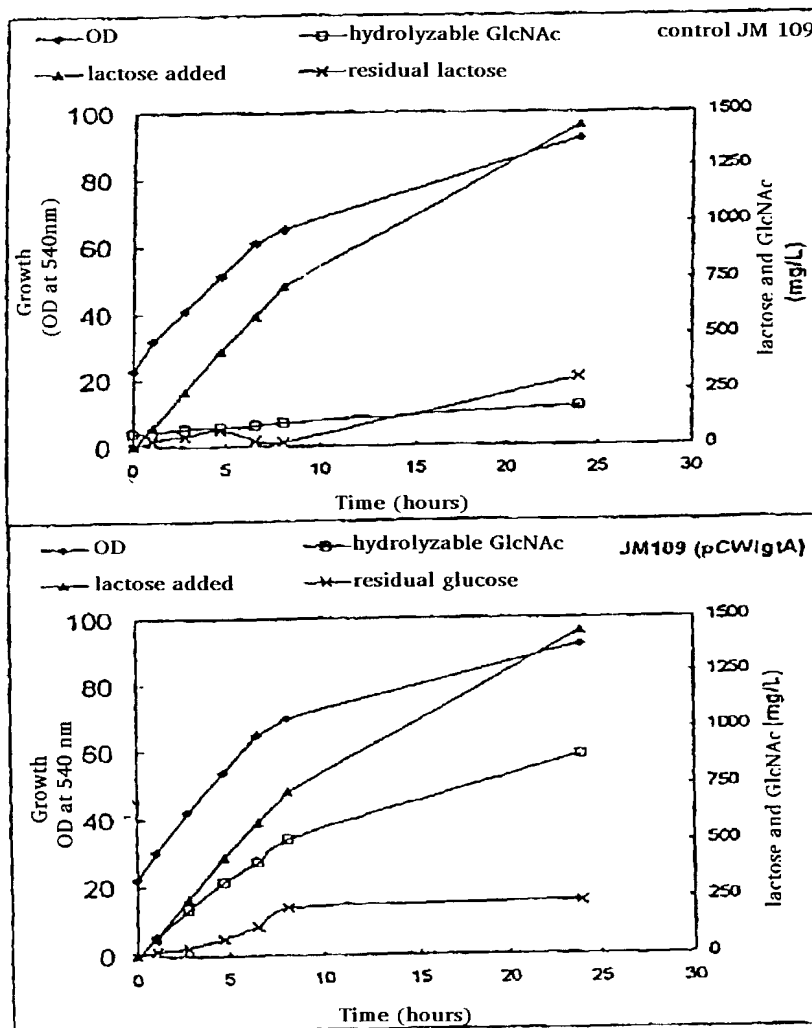 OD hydrolyzable GlcNAc control JM 109
lactose added residual lactose
100
80
60
40
20
0
Growth
(OD at 540nm)
1500
1250
1000
750
500
250
0
lactose and GlcNAc
(mg/L)
0 5 10 15 20 25 30
Time (hours)
OD hydrolyzable GlcNAc JM109 (pCWlgtA)
lactose added residual glucose
100
80
60
40
20
0
Growth
OD at 540 nm
1500
1250
1000
750
500
250
0
lactose and GlcNAc (mg/L)
0 5 10 15 20 25 30
Time (hours)